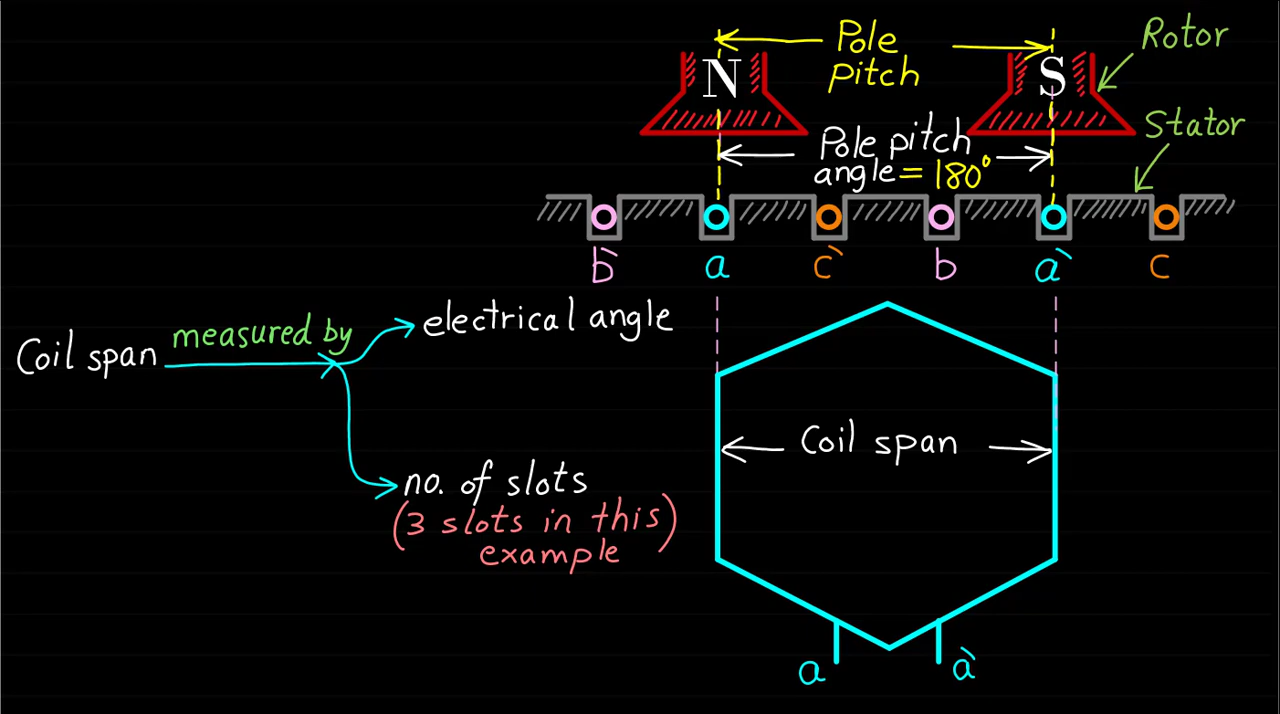 Pole
pitch
Rotor
N
S
Stator
Pole pitch
angle = 180°
b` a c` b a` c
electrical angle
measured by
Coil span
Coil span
no. of slots
(3 slots in this)
example
a a`